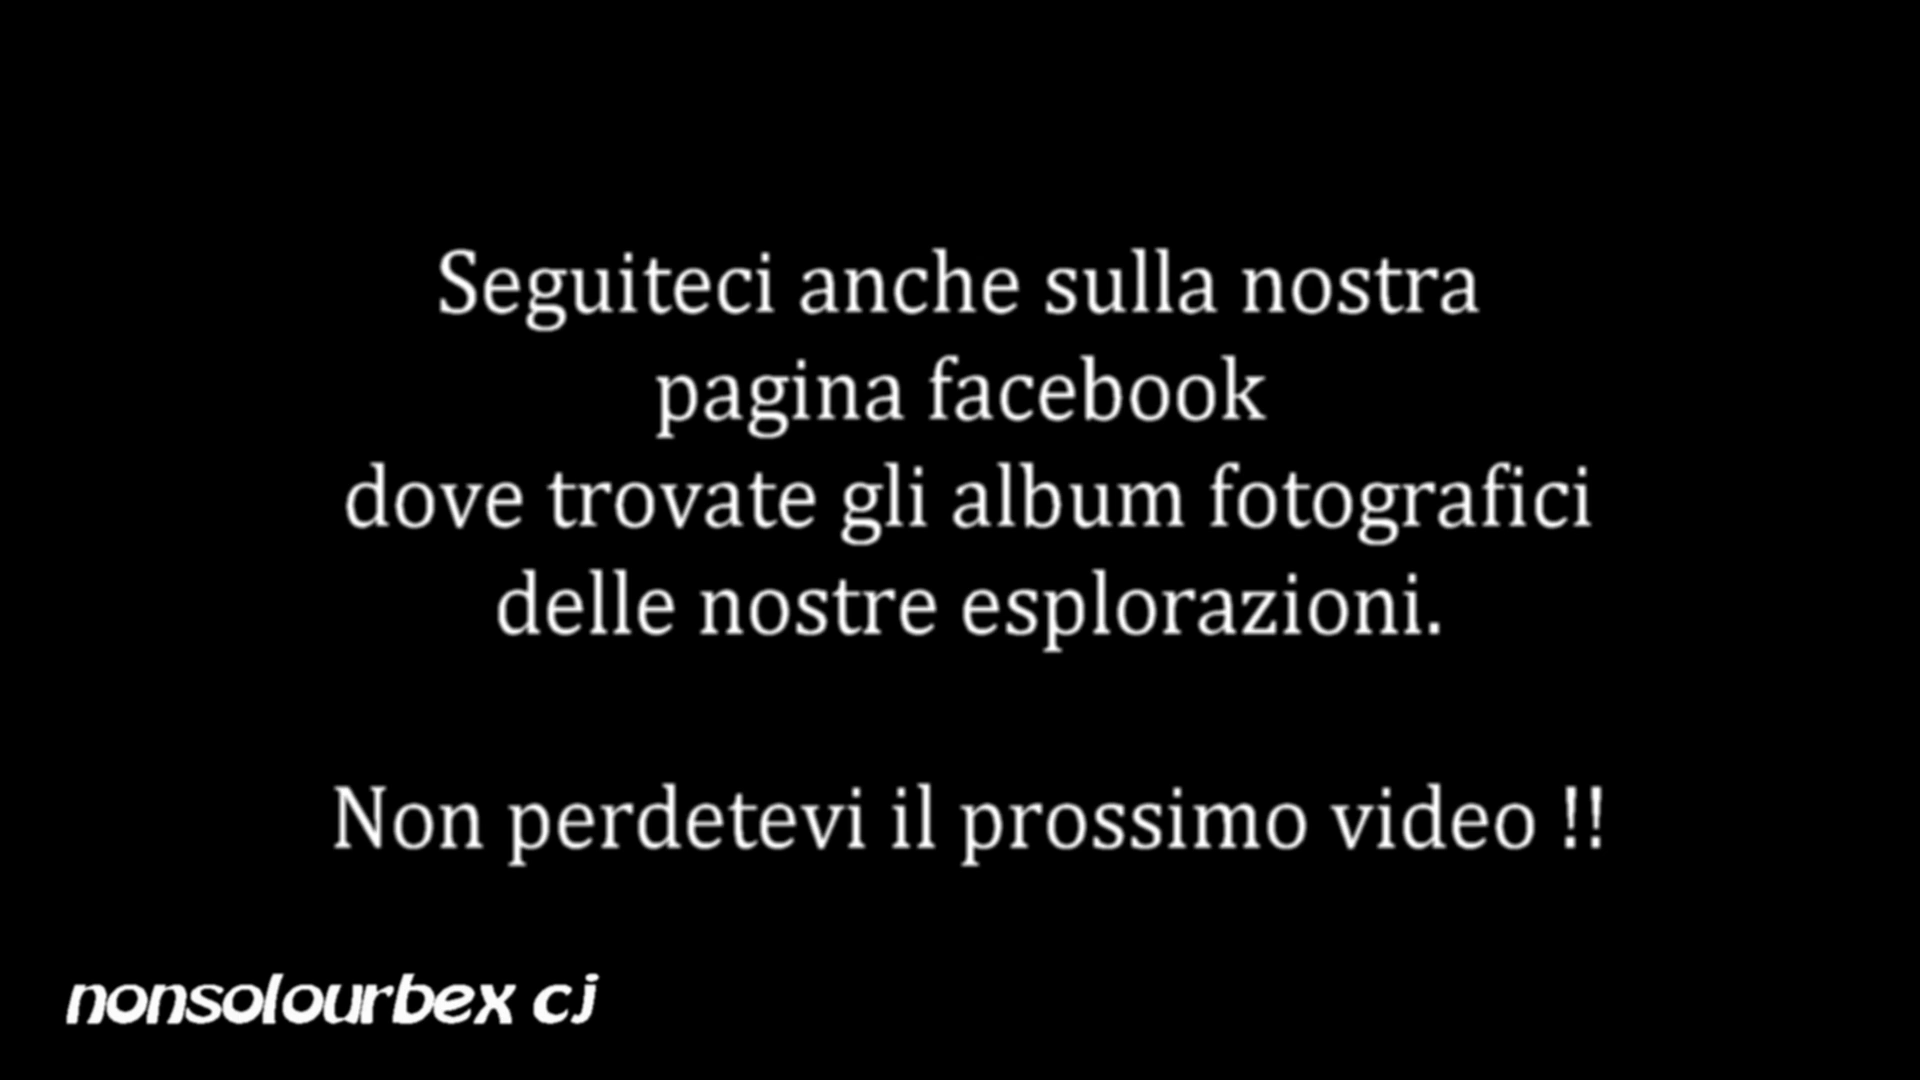 Seguiteci anche sulla nostra
pagina facebook
dove trovate gli album fotografici
delle nostre esplorazioni.
Non perdetevi il prossimo video !!
nonsolourbex cj